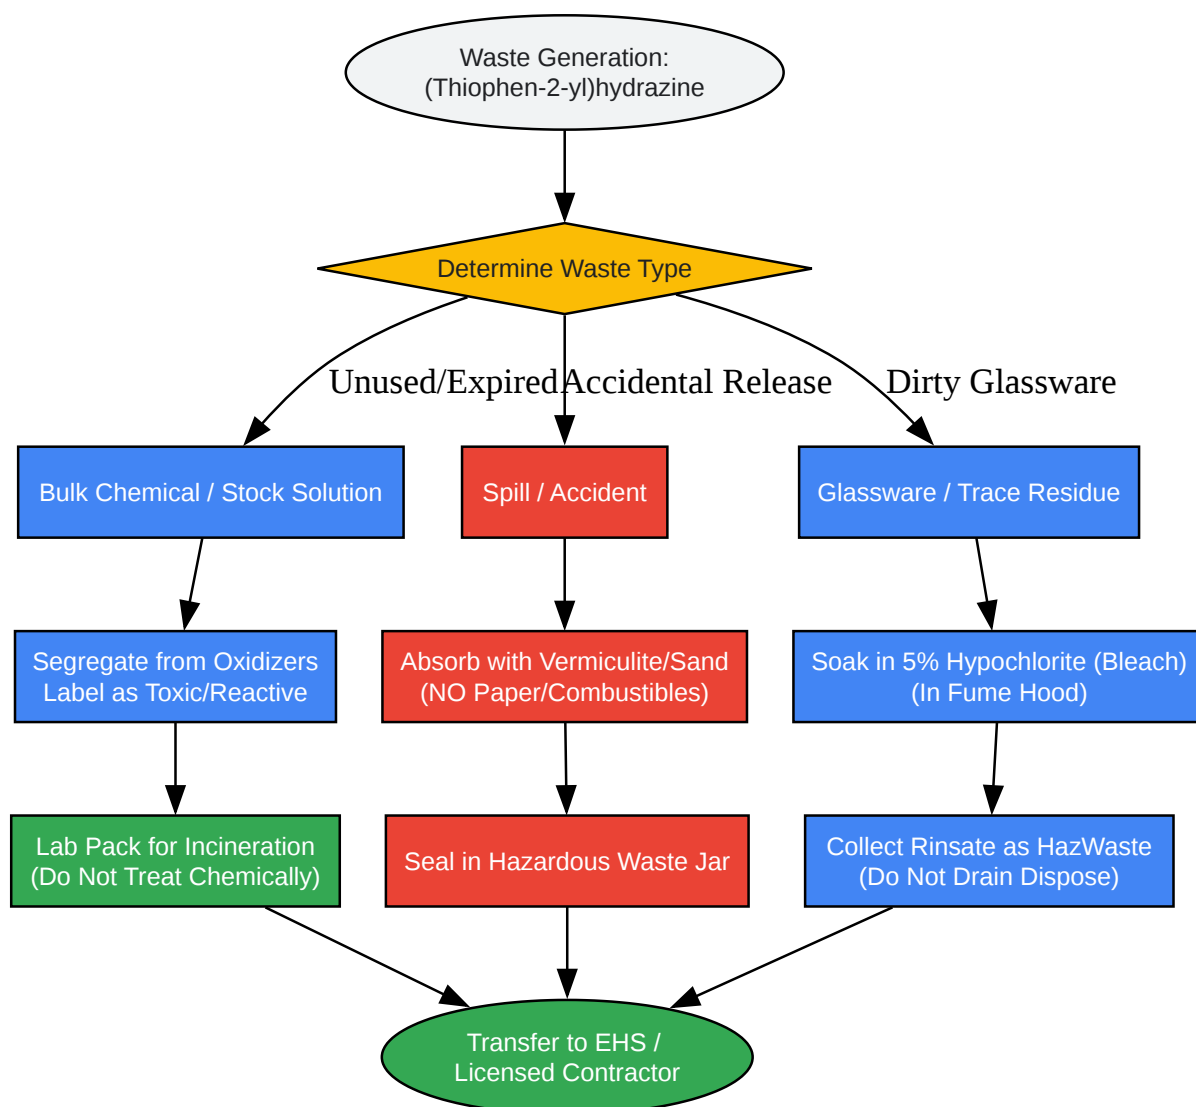 Waste Generation:
(Thiophen-2-yl)hydrazine
Determine Waste Type
Unused/Expired
Accidental Release
Dirty Glassware
Bulk Chemical / Stock Solution
Spill / Accident
Glassware / Trace Residue
Segregate from Oxidizers
Label as Toxic/Reactive
Absorb with Vermiculite/Sand
(NO Paper/Combustibles)
Soak in 5% Hypochlorite (Bleach)
(In Fume Hood)
Lab Pack for Incineration
(Do Not Treat Chemically)
Seal in Hazardous Waste Jar
Collect Rinsate as HazWaste
(Do Not Drain Dispose)
Transfer to EHS /
Licensed Contractor